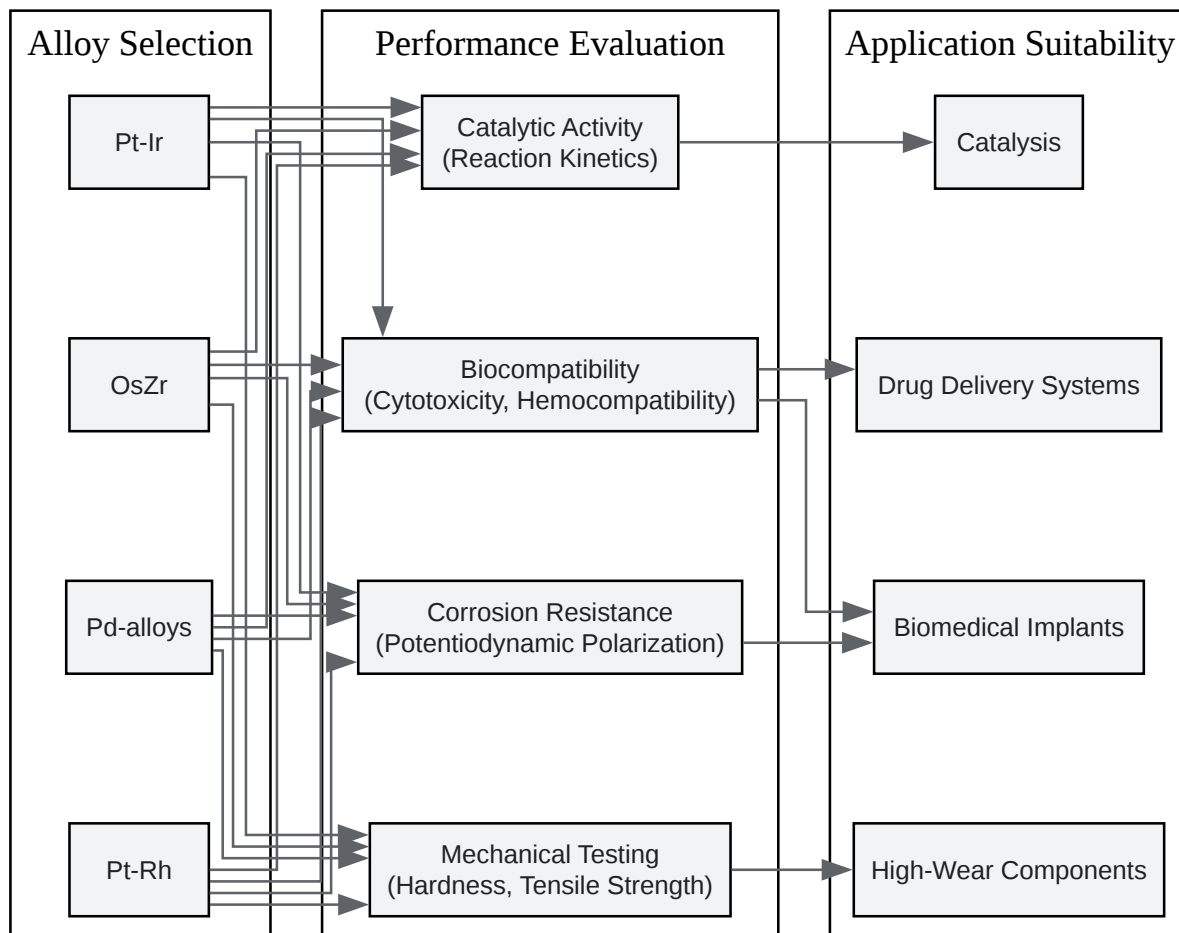 Alloy Selection
Performance Evaluation
Application Suitability
Pt-Ir
OsZr
Pd-alloys
Pt-Rh
Catalytic Activity
(Reaction Kinetics)
Biocompatibility
(Cytotoxicity, Hemocompatibility)
Corrosion Resistance
(Potentiodynamic Polarization)
Mechanical Testing
(Hardness, Tensile Strength)
Catalysis
Drug Delivery Systems
Biomedical Implants
High-Wear Components